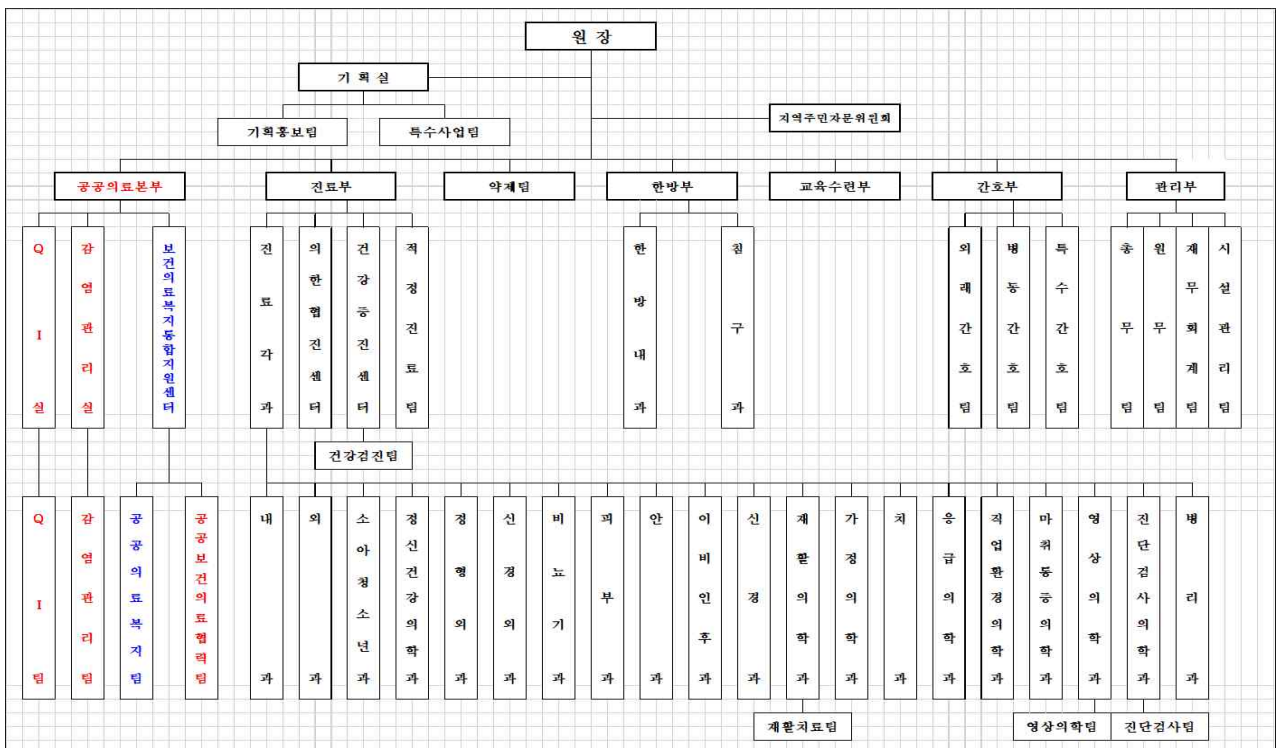 원 장
기 획 실
기획홍보팀
특수사업팀
지역주민자문위원회
공공의료본부
진료부
약제팀
한방부
교육수련부
간호부
관리부
QI실
감염관리실
보건의료복지통합지원센터
진료각과
의한협진센터
건강증진센터
적정진료팀
한방내과
침구과
외래간호팀
병동간호팀
특수간호팀
총무팀
원무팀
재무회계팀
시설관리팀
건강검진팀
QI팀
감염관리팀
공공의료복지팀
공공보건의료협력팀
내과
외과
소아청소년과
정신건강의학과
정형외과
신경외과
비뇨기과
피부과
안과
이비인후과
신경과
재활의학과
가정의학과
치과
응급의학과
직업환경의학과
마취통증의학과
영상의학과
진단검사의학과
병리과
재활치료팀
영상의학팀
진단검사팀